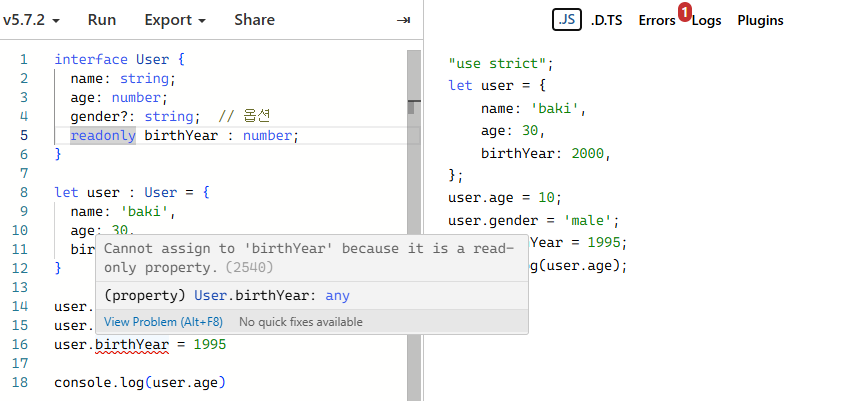 v5.7.2 Run Export Share
.JS .D.TS Errors 1 Logs Plugins
1 interface User {
2 name: string;
3 age: number;
4 gender?: string; // 옵션
5 readonly birthYear : number;
6 }
7
8 let user : User = {
9 name: 'baki',
10 age: 30,
11 bir
12 }
13
14 user.
15 user.
16 user.birthYear = 1995
17
18 console.log(user.age)
Cannot assign to 'birthYear' because it is a read-
only property. (2540)
(property) User.birthYear: any
View Problem (Alt+F8) No quick fixes available
"use strict";
let user = {
name: 'baki',
age: 30,
birthYear: 2000,
};
user.age = 10;
user.gender = 'male';
Year = 1995;
g(user.age);